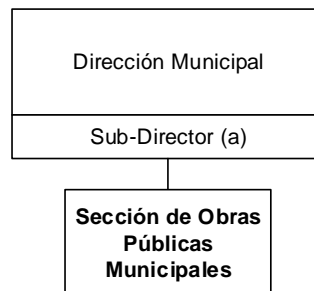 Dirección Municipal
Sub-Director (a)
Sección de Obras
Públicas
Municipales